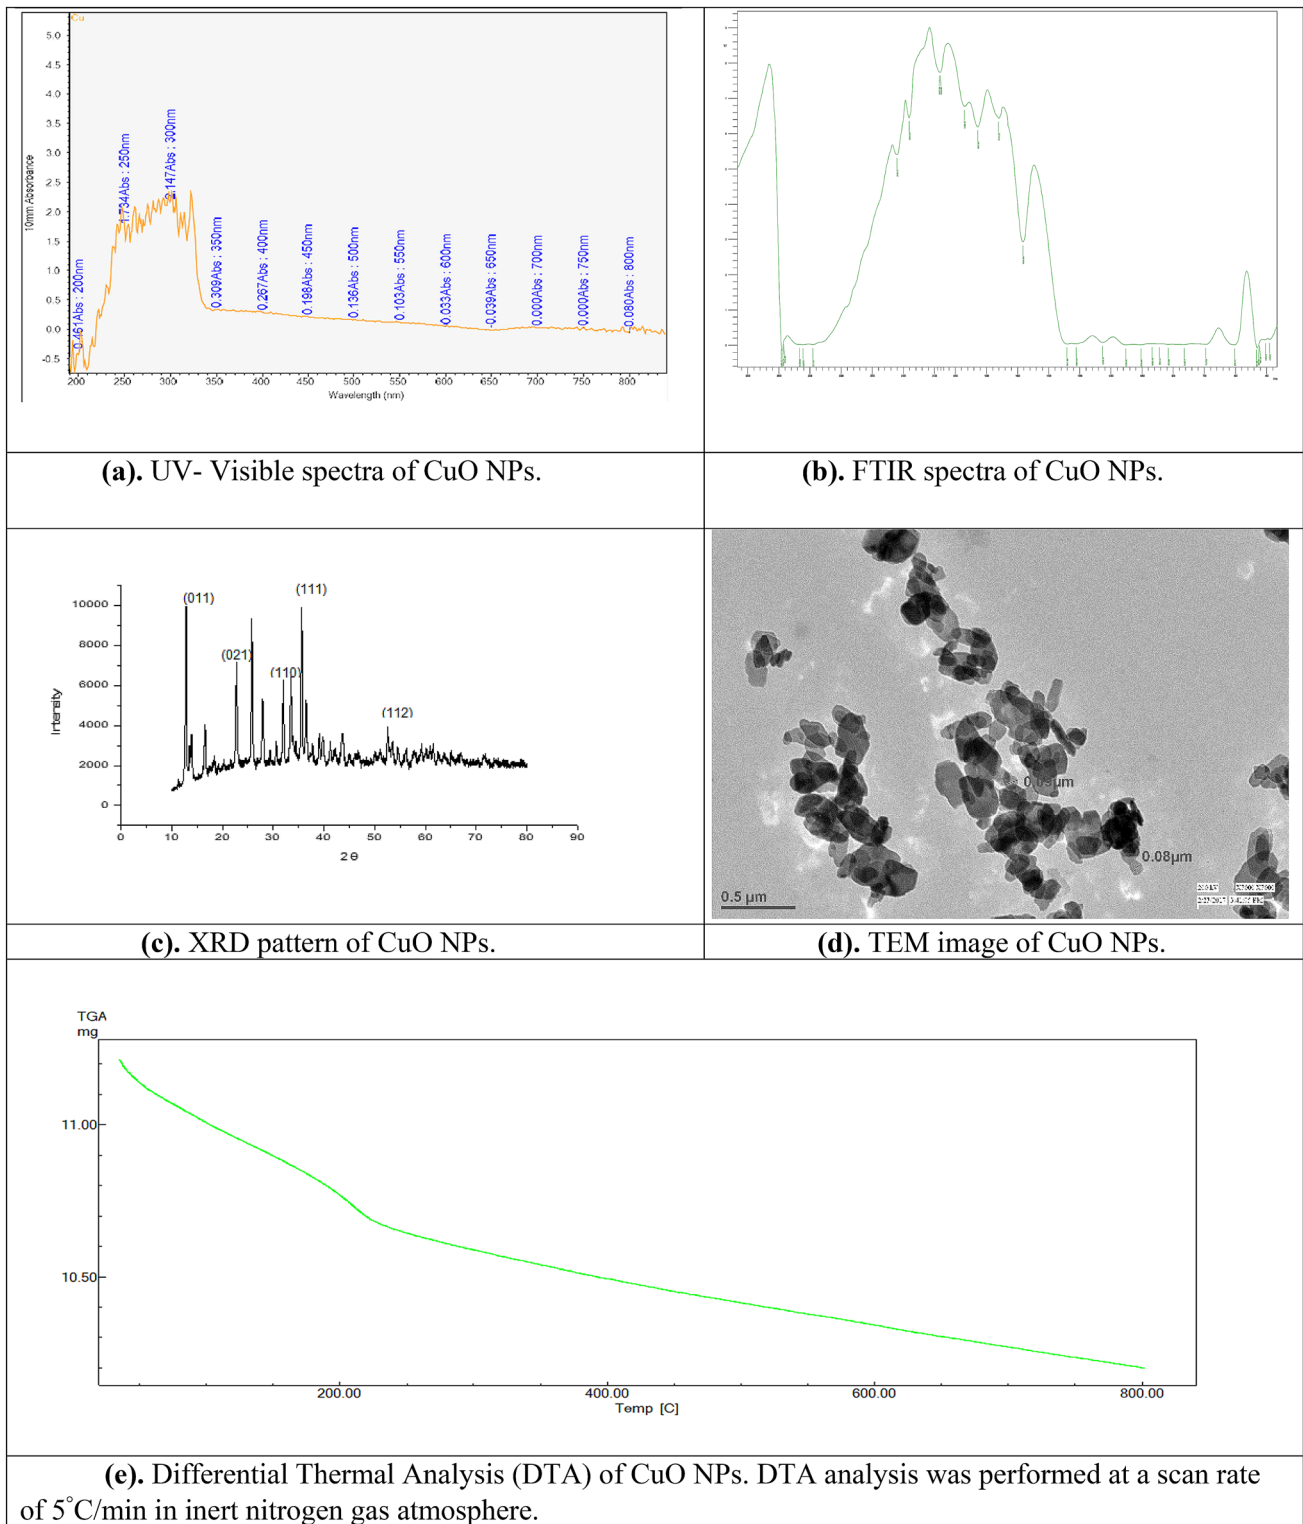 Cu
5.0
4.5
4.0
3.5
3.0
2.5
2.0
1.5
1.0
0.5
0.0
-0.5
10mm Absorbance
0.461Abs : 200nm
1.734Abs : 250nm
2.147Abs : 300nm
0.309Abs : 350nm
0.267Abs : 400nm
0.198Abs : 450nm
0.136Abs : 500nm
0.103Abs : 550nm
0.033Abs : 600nm
-0.039Abs : 650nm
0.000Abs : 700nm
0.000Abs : 750nm
-0.080Abs : 800nm
200 250 300 350 400 450 500 550 600 650 700 750 800
Wavelength (nm)
(a). UV- Visible spectra of CuO NPs.
(b). FTIR spectra of CuO NPs.
10000
8000
6000
4000
2000
0
Intensity
(011)
(021)
(110)
(111)
(112)
0 10 20 30 40 50 60 70 80 90
2Θ
0.09µm
0.08µm
0.5 µm
200 kV X7000 X7000
(c). XRD pattern of CuO NPs.
(d). TEM image of CuO NPs.
TGA
mg
11.00
10.50
200.00 400.00 600.00 800.00
Temp [C]
(e). Differential Thermal Analysis (DTA) of CuO NPs. DTA analysis was performed at a scan rate
of 5°C/min in inert nitrogen gas atmosphere.